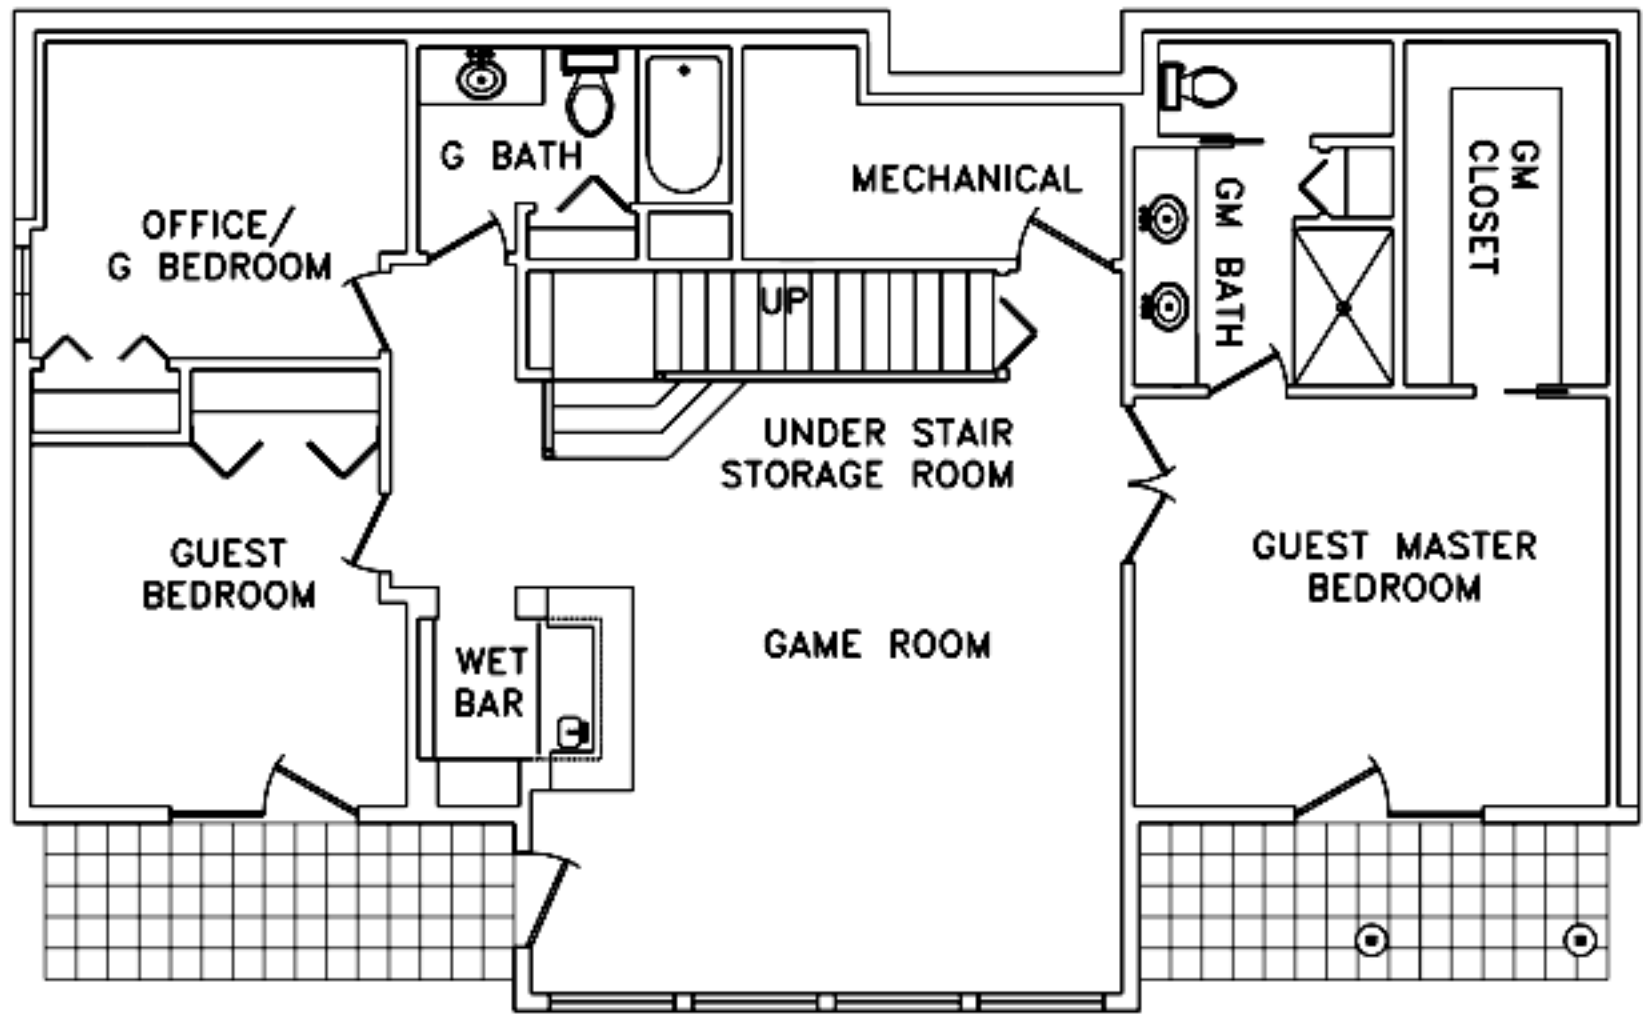 G BATH
MECHANICAL
GM
CLOSET
GM BATH
OFFICE/
G BEDROOM
UP
UNDER STAIR
STORAGE ROOM
GUEST
BEDROOM
GUEST MASTER
BEDROOM
GAME ROOM
WET
BAR